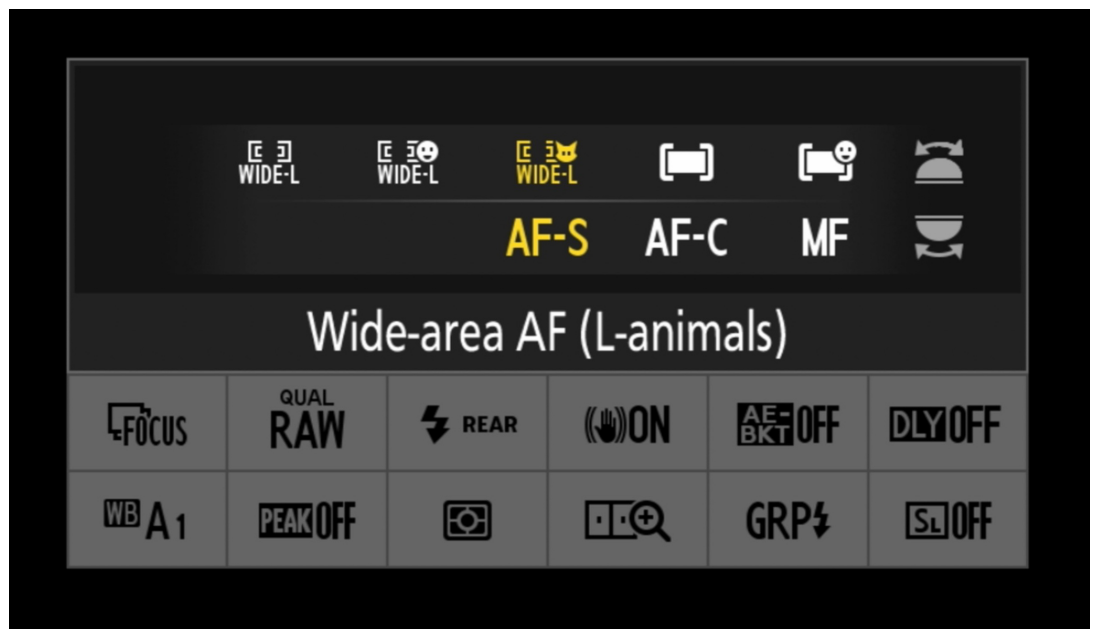 WIDE-L WIDE-L WIDE-L
AF-S AF-C MF
Wide-area AF (L-animals)
FOCUS QUAL RAW REAR ON AE-BKT OFF DLY OFF
WB A1 PEAK OFF GRP SL OFF